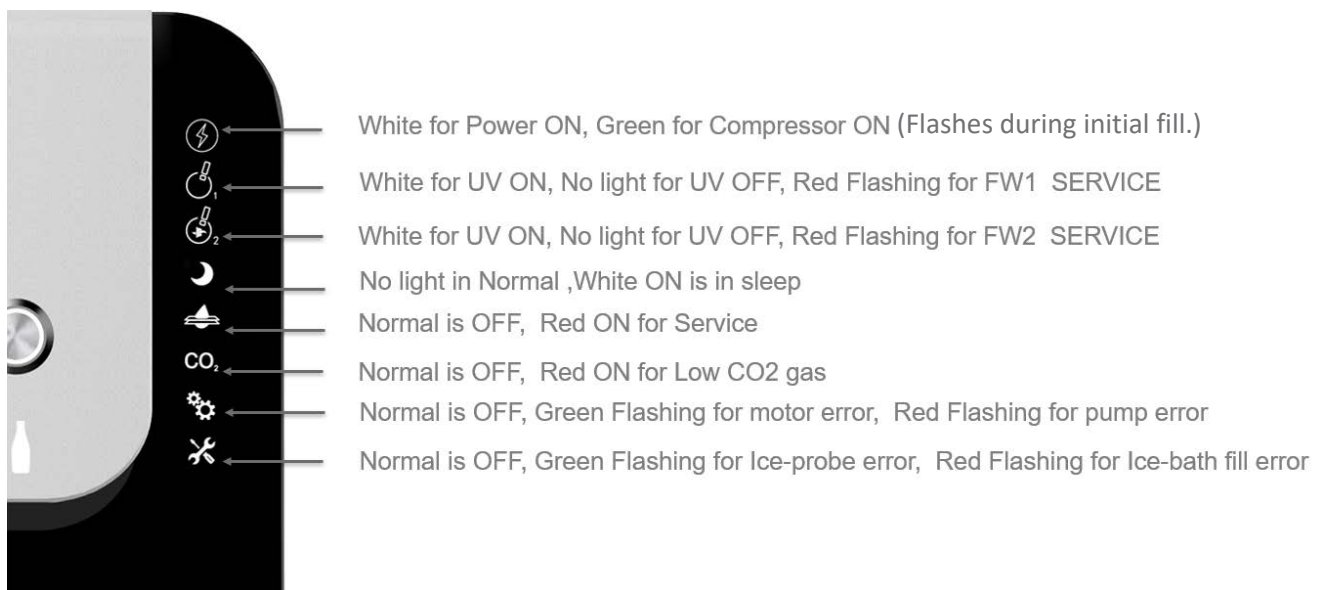 White for Power ON, Green for Compressor ON (Flashes during initial fill.)
1 White for UV ON, No light for UV OFF, Red Flashing for FW1 SERVICE
2 White for UV ON, No light for UV OFF, Red Flashing for FW2 SERVICE
No light in Normal ,White ON is in sleep
Normal is OFF, Red ON for Service
CO₂ Normal is OFF, Red ON for Low CO2 gas
Normal is OFF, Green Flashing for motor error, Red Flashing for pump error
Normal is OFF, Green Flashing for Ice-probe error, Red Flashing for Ice-bath fill error